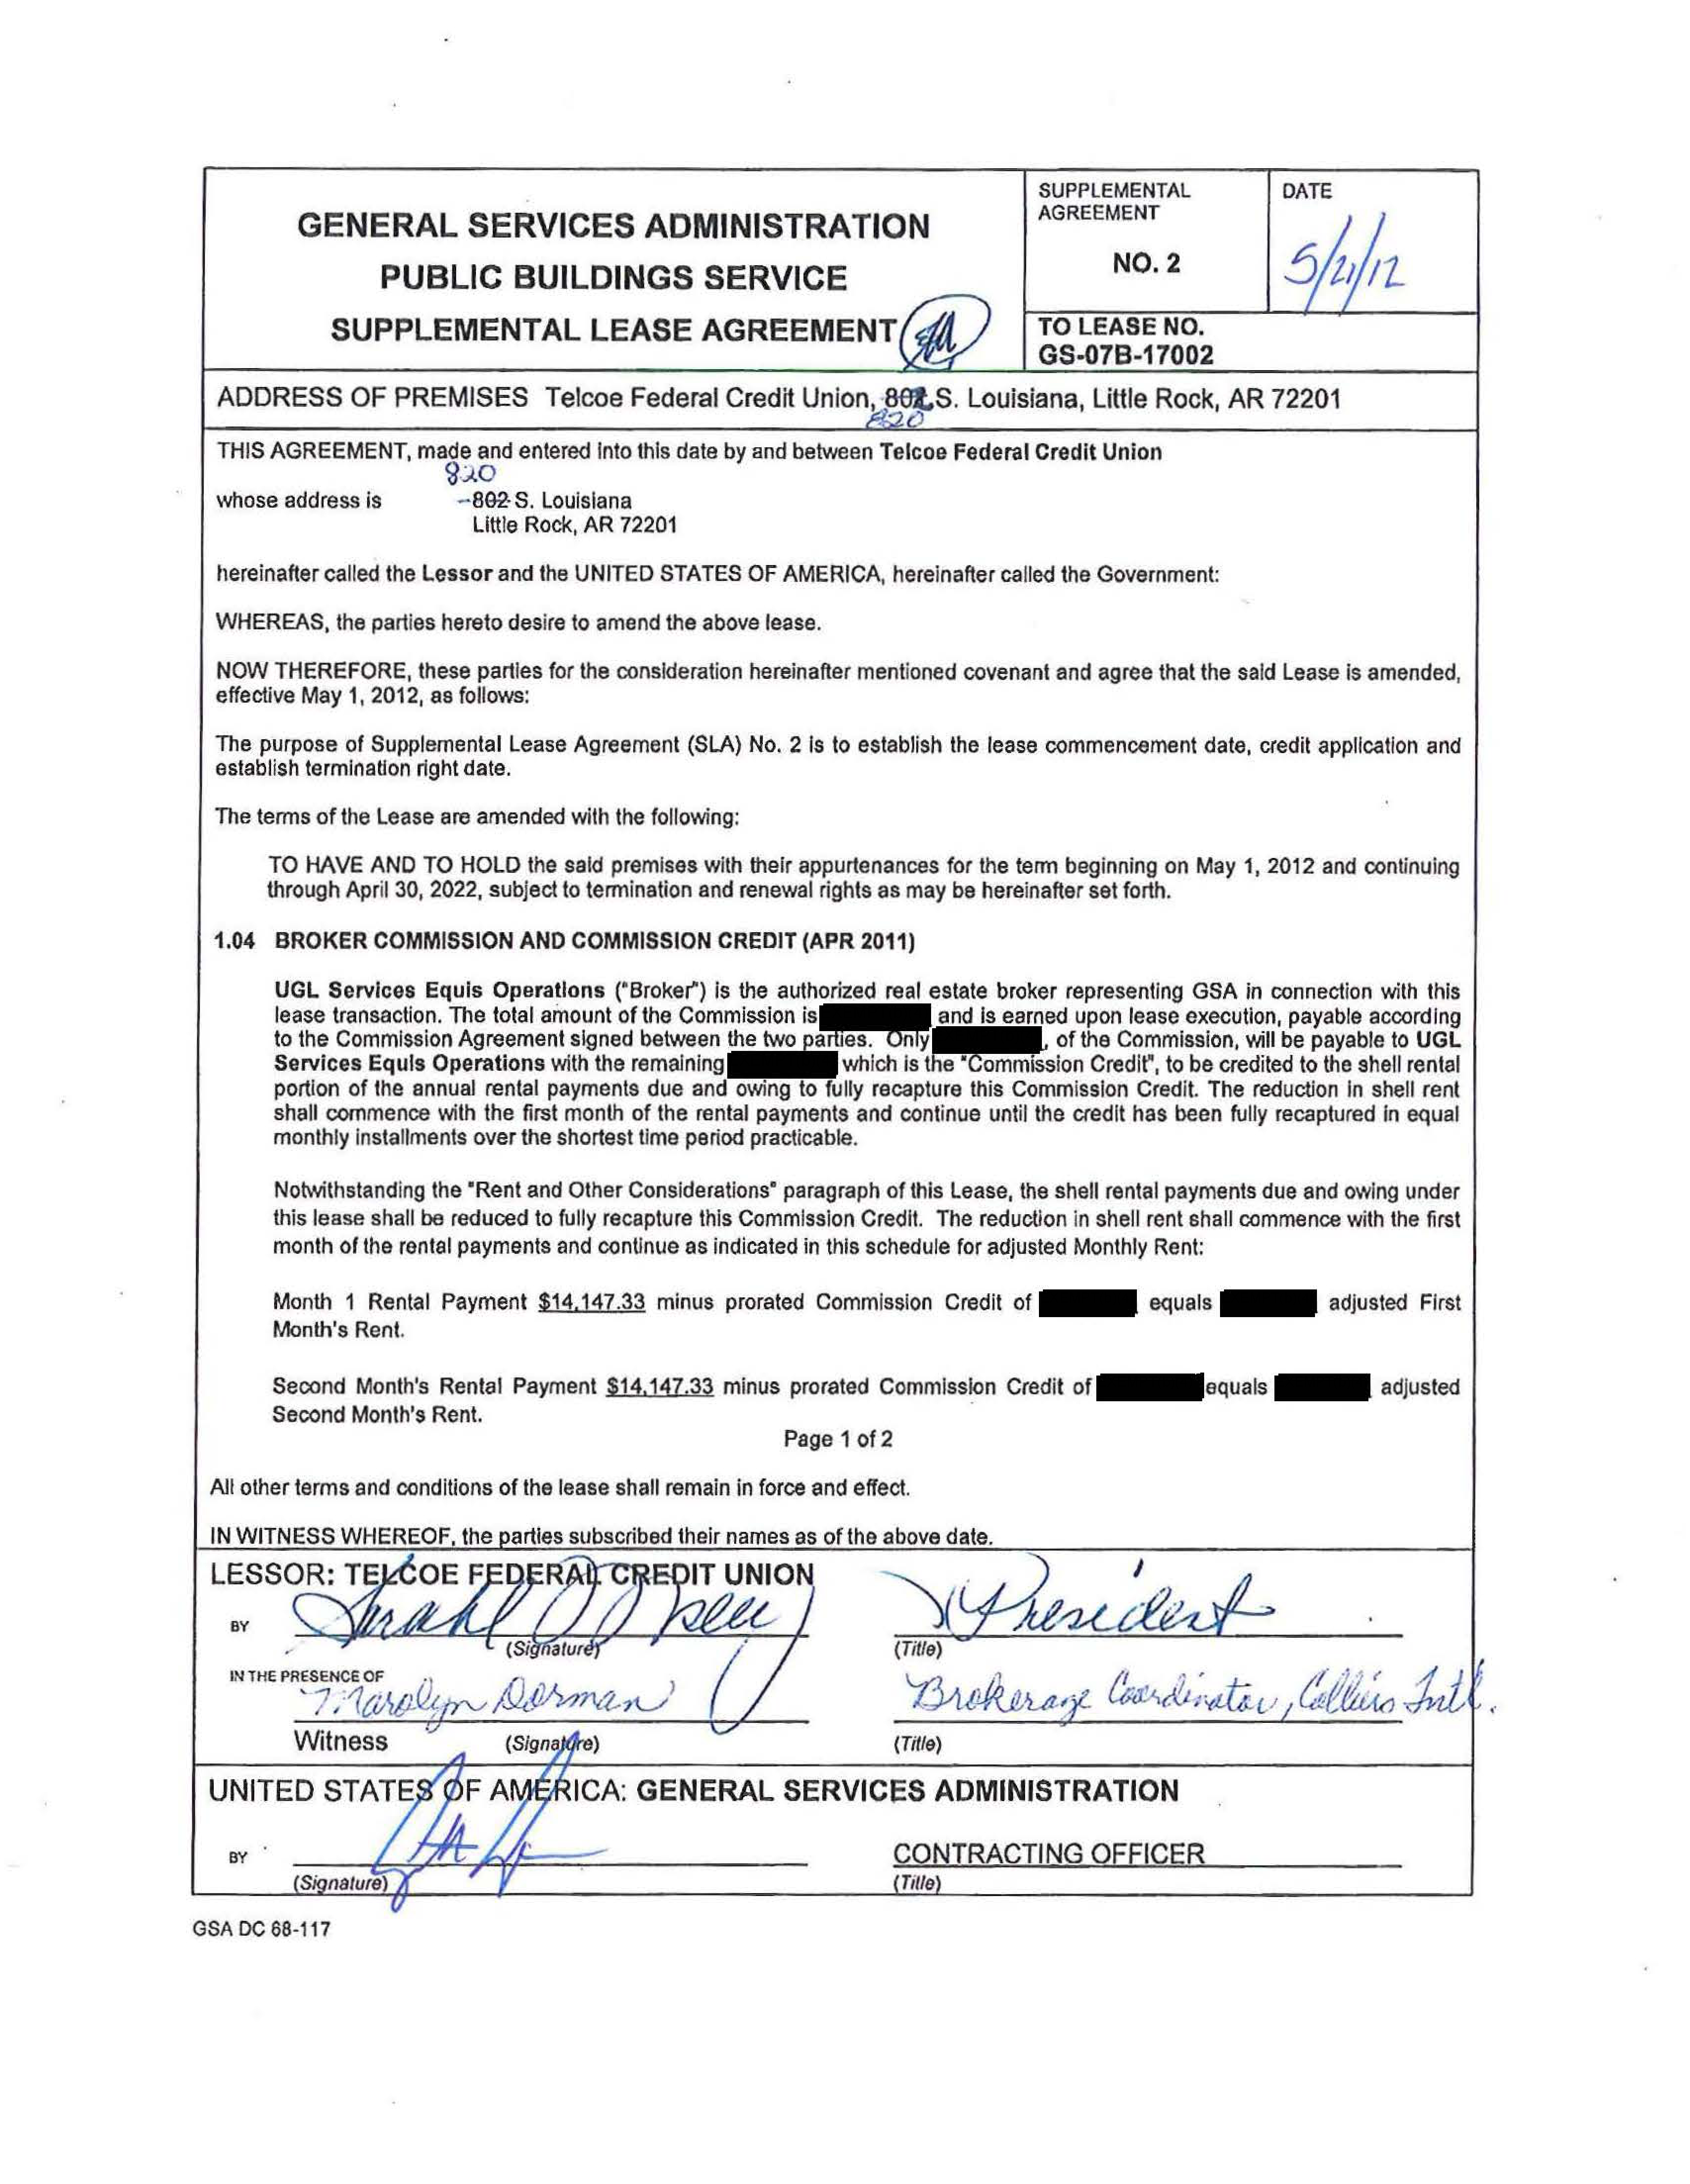 GENERAL SERVICES ADMINISTRATION
PUBLIC BUILDINGS SERVICE
SUPPLEMENTAL LEASE AGREEMENT
SUPPLEMENTAL
AGREEMENT
NO. 2
DATE
5/21/12
TO LEASE NO.
GS-07B-17002
ADDRESS OF PREMISES Telcoe Federal Credit Union, 802 S. Louisiana, Little Rock, AR 72201
820
THIS AGREEMENT, made and entered into this date by and between Telcoe Federal Credit Union
820
whose address is 802 S. Louisiana
Little Rock, AR 72201
hereinafter called the Lessor and the UNITED STATES OF AMERICA, hereinafter called the Government:
WHEREAS, the parties hereto desire to amend the above lease.
NOW THEREFORE, these parties for the consideration hereinafter mentioned covenant and agree that the said Lease is amended,
effective May 1, 2012, as follows:
The purpose of Supplemental Lease Agreement (SLA) No. 2 is to establish the lease commencement date, credit application and
establish termination right date.
The terms of the Lease are amended with the following:
TO HAVE AND TO HOLD the said premises with their appurtenances for the term beginning on May 1, 2012 and continuing
through April 30, 2022, subject to termination and renewal rights as may be hereinafter set forth.
1.04 BROKER COMMISSION AND COMMISSION CREDIT (APR 2011)
UGL Services Equis Operations ("Broker") is the authorized real estate broker representing GSA in connection with this
lease transaction. The total amount of the Commission is and is earned upon lease execution, payable according
to the Commission Agreement signed between the two parties. Only , of the Commission, will be payable to UGL
Services Equis Operations with the remaining which is the "Commission Credit", to be credited to the shell rental
portion of the annual rental payments due and owing to fully recapture this Commission Credit. The reduction in shell rent
shall commence with the first month of the rental payments and continue until the credit has been fully recaptured in equal
monthly installments over the shortest time period practicable.
Notwithstanding the "Rent and Other Considerations" paragraph of this Lease, the shell rental payments due and owing under
this lease shall be reduced to fully recapture this Commission Credit. The reduction in shell rent shall commence with the first
month of the rental payments and continue as indicated in this schedule for adjusted Monthly Rent:
Month 1 Rental Payment $14,147.33 minus prorated Commission Credit of equals adjusted First
Month's Rent.
Second Month's Rental Payment $14,147.33 minus prorated Commission Credit of equals adjusted
Second Month's Rent.
Page 1 of 2
All other terms and conditions of the lease shall remain in force and effect.
IN WITNESS WHEREOF, the parties subscribed their names as of the above date.
LESSOR: TELCOE FEDERAL CREDIT UNION
BY President
(Signature) (Title)
IN THE PRESENCE OF
Marolyn Dorman Brokerage Coordinator, Colliers Intl.
Witness (Signature) (Title)
UNITED STATES OF AMERICA: GENERAL SERVICES ADMINISTRATION
BY CONTRACTING OFFICER
(Signature) (Title)
GSA DC 68-117